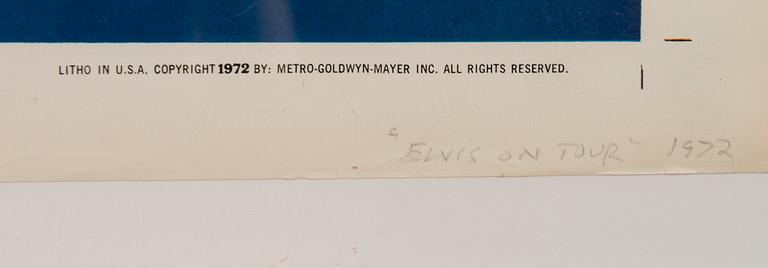 LITHO IN U.S.A. COPYRIGHT 1972 BY: METRO-GOLDWYN-MAYER INC. ALL RIGHTS RESERVED.
"ELVIS ON TOUR" 1972